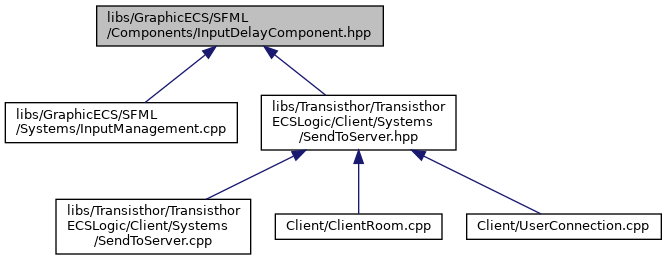 libs/GraphicECS/SFML
/Components/InputDelayComponent.hpp
libs/GraphicECS/SFML
/Systems/InputManagement.cpp
libs/Transisthor/Transisthor
ECSLogic/Client/Systems
/SendToServer.hpp
libs/Transisthor/Transisthor
ECSLogic/Client/Systems
/SendToServer.cpp
Client/ClientRoom.cpp
Client/UserConnection.cpp